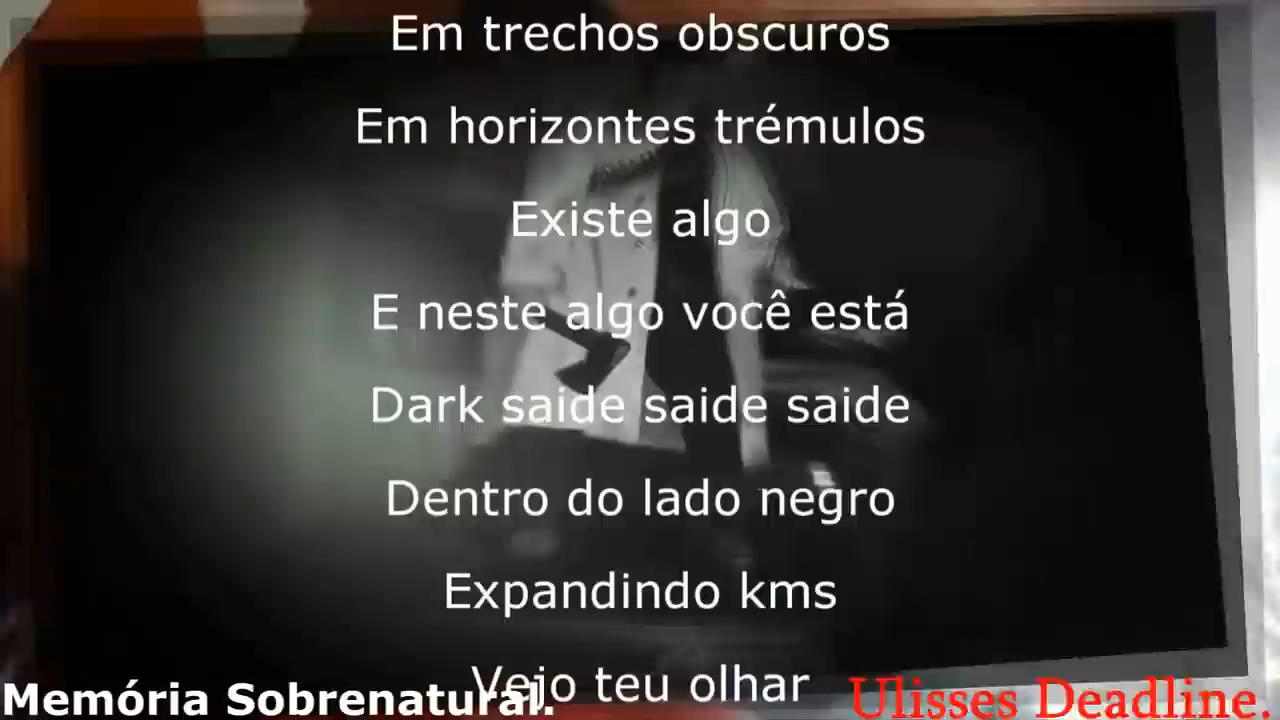 Em trechos obscuros
Em horizontes trémulos
Existe algo
E neste algo você está
Dark saide saide saide
Dentro do lado negro
Expandindo kms
Vejo teu olhar
Memória Sobrenatural.
Ulisses Deadline.